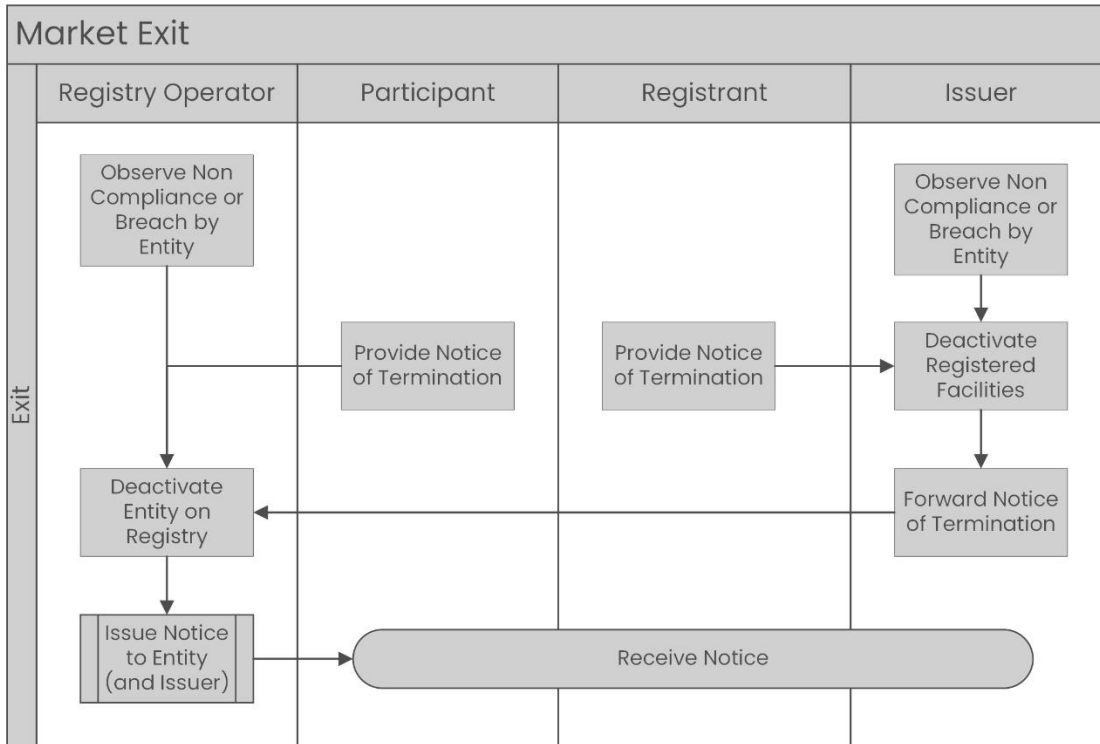 Market Exit
Registry Operator
Participant
Registrant
Issuer
Exit
Observe Non
Compliance or
Breach by
Entity
Observe Non
Compliance or
Breach by
Entity
Provide Notice
of Termination
Provide Notice
of Termination
Deactivate
Registered
Facilities
Deactivate
Entity on
Registry
Forward Notice
of Termination
Issue Notice
to Entity
(and Issuer)
Receive Notice